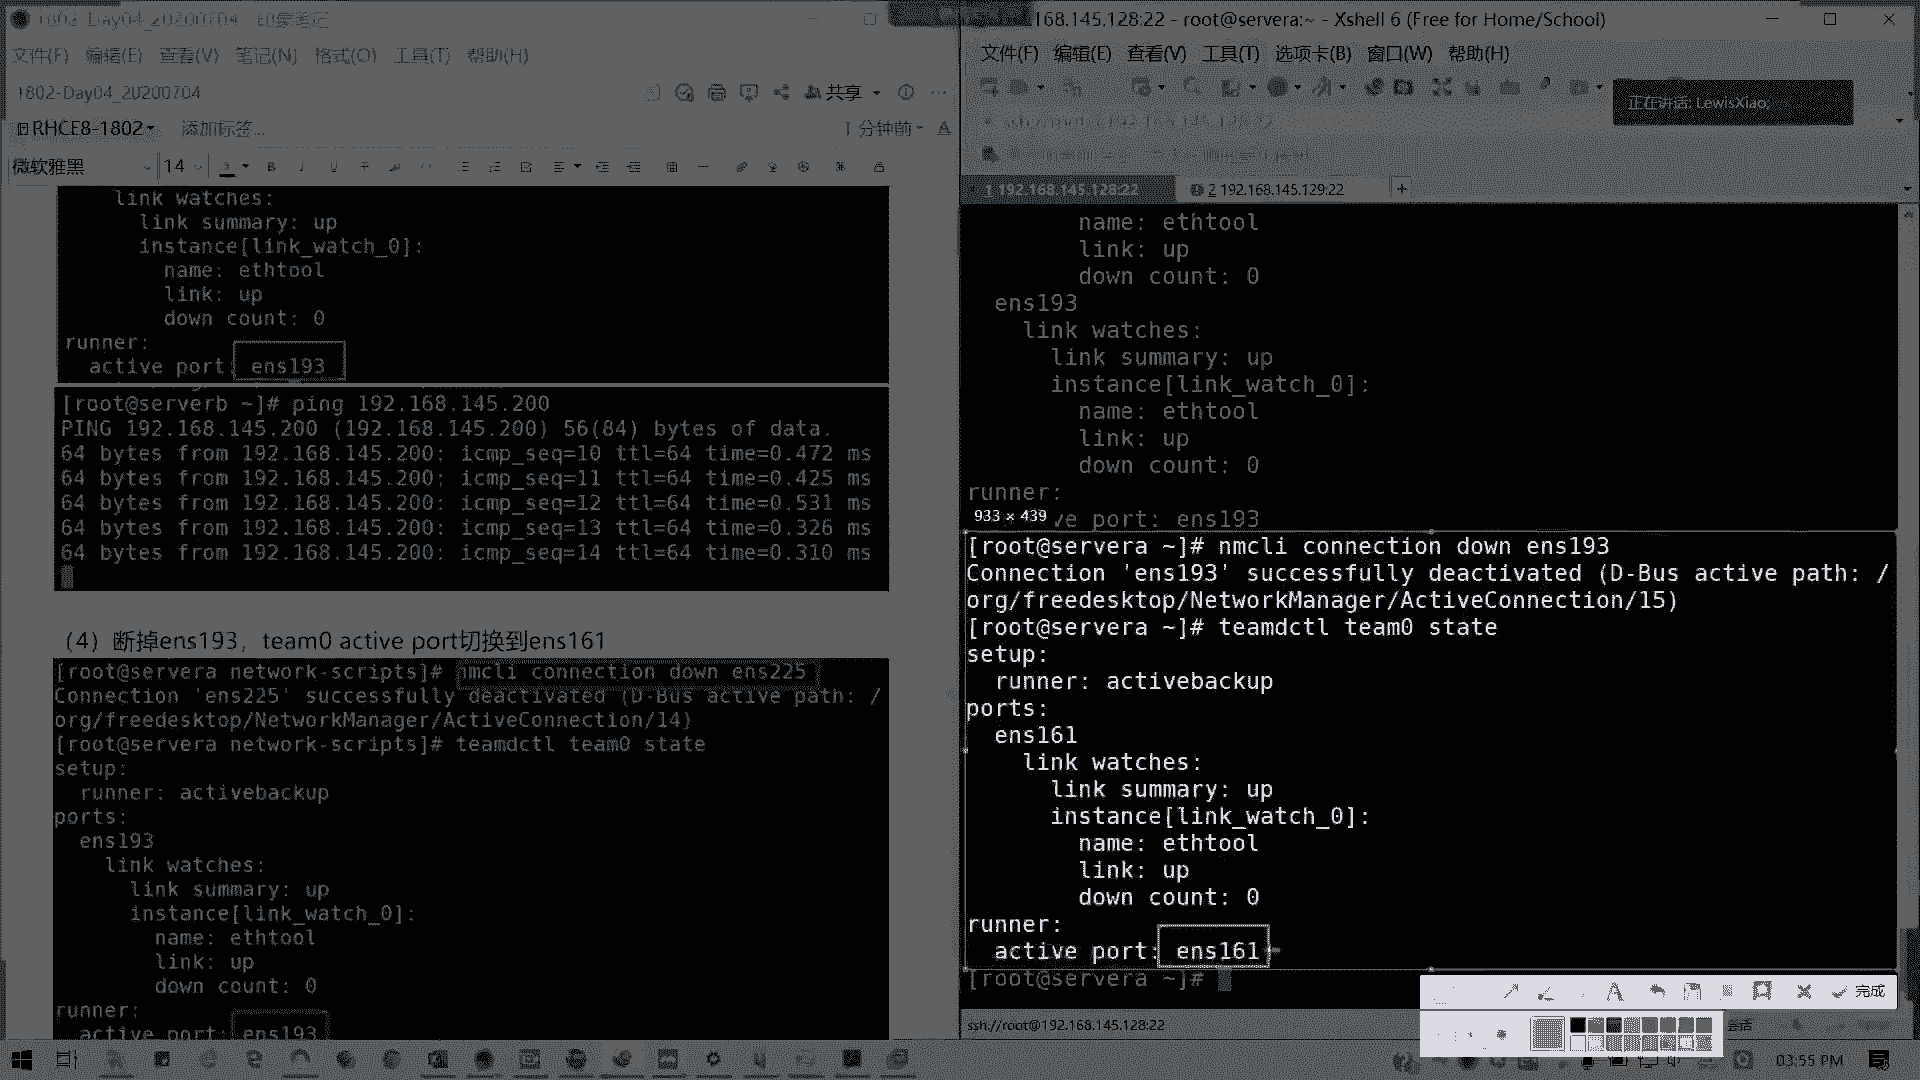 1802-Day04_20200704 - 印象笔记
文件(F) 编辑(E) 查看(V) 笔记(N) 格式(O) 工具(T) 帮助(H)
1802-Day04_20200704
共享
RHCE8-1802
添加标签...
1 分钟前
微软雅黑
14
link watches:
link summary: up
instance[link_watch_0]:
name: ethtool
link: up
down count: 0
runner:
active port: ens193
[root@serverb ~]# ping 192.168.145.200
PING 192.168.145.200 (192.168.145.200) 56(84) bytes of data.
64 bytes from 192.168.145.200: icmp_seq=10 ttl=64 time=0.472 ms
64 bytes from 192.168.145.200: icmp_seq=11 ttl=64 time=0.425 ms
64 bytes from 192.168.145.200: icmp_seq=12 ttl=64 time=0.531 ms
64 bytes from 192.168.145.200: icmp_seq=13 ttl=64 time=0.326 ms
64 bytes from 192.168.145.200: icmp_seq=14 ttl=64 time=0.310 ms
（4）断掉ens193，team0 active port切换到ens161
[root@servera network-scripts]# nmcli connection down ens225
Connection 'ens225' successfully deactivated (D-Bus active path: /
org/freedesktop/NetworkManager/ActiveConnection/14)
[root@servera network-scripts]# teamdctl team0 state
setup:
runner: activebackup
ports:
ens193
link watches:
link summary: up
instance[link_watch_0]:
name: ethtool
link: up
down count: 0
runner:
active port: ens193
168.145.128:22 - root@servera:~ - Xshell 6 (Free for Home/School)
文件(F) 编辑(E) 查看(V) 工具(T) 选项卡(B) 窗口(W) 帮助(H)
正在讲话: LewisXiao;
ssh://root@192.168.145.128:22
1 192.168.145.128:22
2 192.168.145.129:22
name: ethtool
link: up
down count: 0
ens193
link watches:
link summary: up
instance[link_watch_0]:
name: ethtool
link: up
down count: 0
runner:
933 × 439
ve port: ens193
[root@servera ~]# nmcli connection down ens193
Connection 'ens193' successfully deactivated (D-Bus active path: /
org/freedesktop/NetworkManager/ActiveConnection/15)
[root@servera ~]# teamdctl team0 state
setup:
runner: activebackup
ports:
ens161
link watches:
link summary: up
instance[link_watch_0]:
name: ethtool
link: up
down count: 0
runner:
active port: ens161
[root@servera ~]#
完成
ssh://root@192.168.145.128:22
会话
03:55 PM